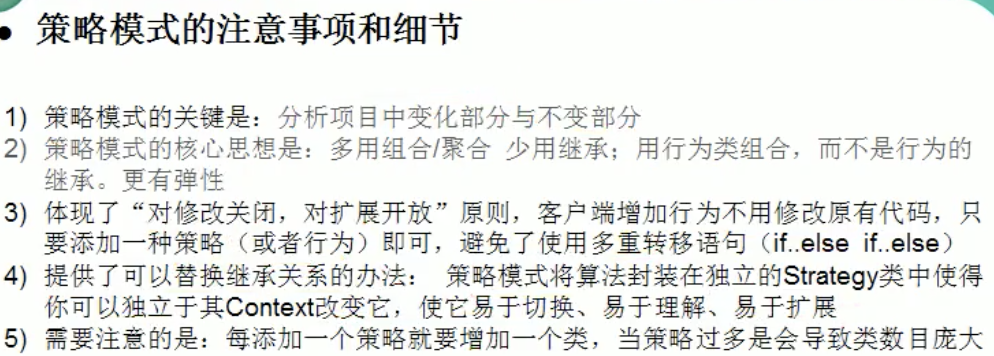 ● 策略模式的注意事项和细节
1) 策略模式的关键是：分析项目中变化部分与不变部分
2) 策略模式的核心思想是：多用组合/聚合 少用继承；用行为类组合，而不是行为的
继承。更有弹性
3) 体现了“对修改关闭，对扩展开放”原则，客户端增加行为不用修改原有代码，只
要添加一种策略（或者行为）即可，避免了使用多重转移语句（if..else if..else）
4) 提供了可以替换继承关系的办法： 策略模式将算法封装在独立的Strategy类中使得
你可以独立于其Context改变它，使它易于切换、易于理解、易于扩展
5) 需要注意的是：每添加一个策略就要增加一个类，当策略过多是会导致类数目庞大